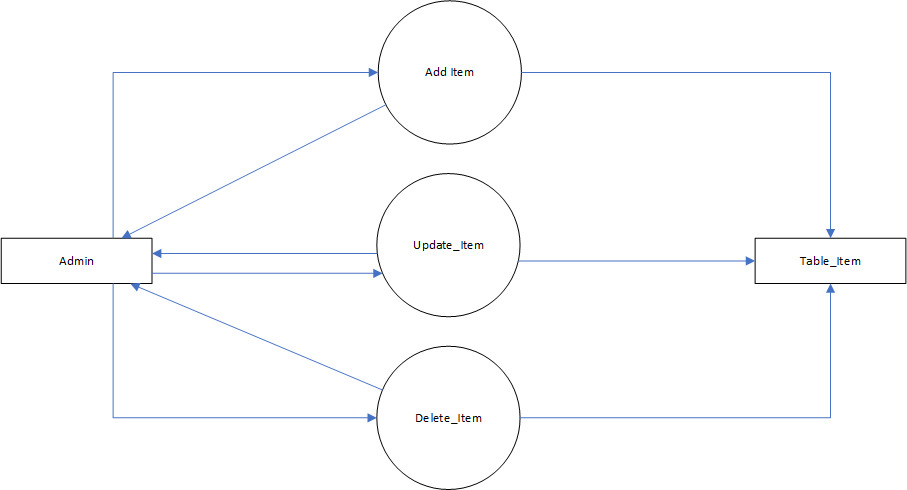 Add Item
Update_Item
Admin
Table_Item
Delete_Item